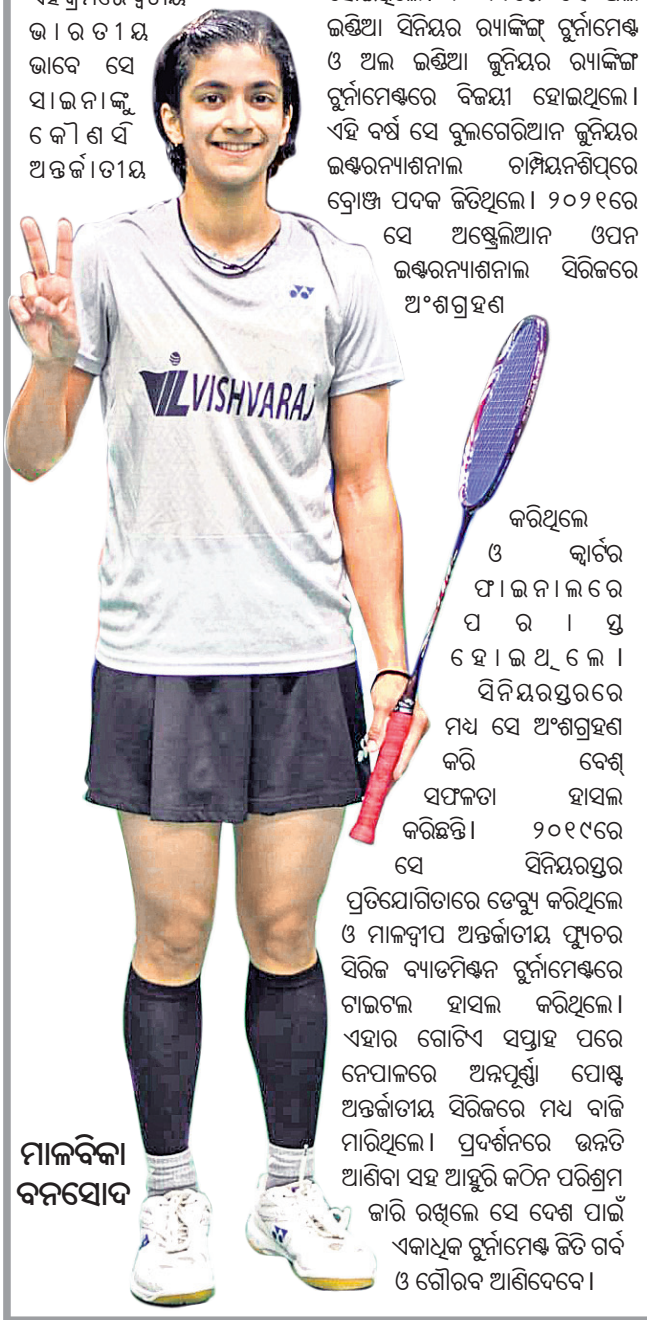 ଭାରତୀୟ
ଭାବେ ସେ
ସାଇନାଙ୍କୁ
କୌଣସି
ଅନ୍ତର୍ଜାତୀୟ
ଇଣ୍ଡିଆ ସିନିୟର ର‍୍ୟାଙ୍କିଙ୍ଗ୍ ଟୁର୍ନାମେଣ୍ଟ
ଓ ଅଲ ଇଣ୍ଡିଆ ଜୁନିୟର ର‍୍ୟାଙ୍କିଙ୍ଗ
ଟୁର୍ନାମେଣ୍ଟରେ ବିଜୟୀ ହୋଇଥିଲେ।
ଏହି ବର୍ଷ ସେ ବୁଲଗେରିଆନ ଜୁନିୟର
ଇଣ୍ଟରନ୍ୟାଶନାଲ ଚାମ୍ପିୟନଶିପ୍‌ରେ
ବ୍ରୋଞ୍ଜ ପଦକ ଜିତିଥିଲେ। ୨୦୨୧ରେ
ସେ ଅଷ୍ଟ୍ରେଲିଆନ ଓପନ
ଇଣ୍ଟରନ୍ୟାଶନାଲ ସିରିଜରେ
ଅଂଶଗ୍ରହଣ
କରିଥିଲେ
ଓ କ୍ୱାର୍ଟର
ଫାଇନାଲରେ
ପରାସ୍ତ
ହୋଇଥିଲେ।
ସିନିୟରସ୍ତରରେ
ମଧ୍ୟ ସେ ଅଂଶଗ୍ରହଣ
କରି ବେଶ୍
ସଫଳତା ହାସଲ
କରିଛନ୍ତି। ୨୦୧୯ରେ
ସେ ସିନିୟରସ୍ତର
ପ୍ରତିଯୋଗିତାରେ ଡେବ୍ୟୁ କରିଥିଲେ
ଓ ମାଳଦ୍ୱୀପ ଅନ୍ତର୍ଜାତୀୟ ଫ୍ୟୁଚର
ସିରିଜ ବ୍ୟାଡମିଣ୍ଟନ ଟୁର୍ନାମେଣ୍ଟରେ
ଟାଇଟଲ ହାସଲ କରିଥିଲେ।
ଏହାର ଗୋଟିଏ ସପ୍ତାହ ପରେ
ନେପାଳରେ ଅନ୍ନପୂର୍ଣ୍ଣା ପୋଷ୍ଟ
ଅନ୍ତର୍ଜାତୀୟ ସିରିଜରେ ମଧ୍ୟ ବାଜି
ମାରିଥିଲେ। ପ୍ରଦର୍ଶନରେ ଉନ୍ନତି
ଆଣିବା ସହ ଆହୁରି କଠିନ ପରିଶ୍ରମ
ଜାରି ରଖିଲେ ସେ ଦେଶ ପାଇଁ
ଏକାଧିକ ଟୁର୍ନାମେଣ୍ଟ ଜିତି ଗର୍ବ
ଓ ଗୌରବ ଆଣିଦେବେ।
VISHVARAJ
ମାଳବିକା
ବନସୋଦ